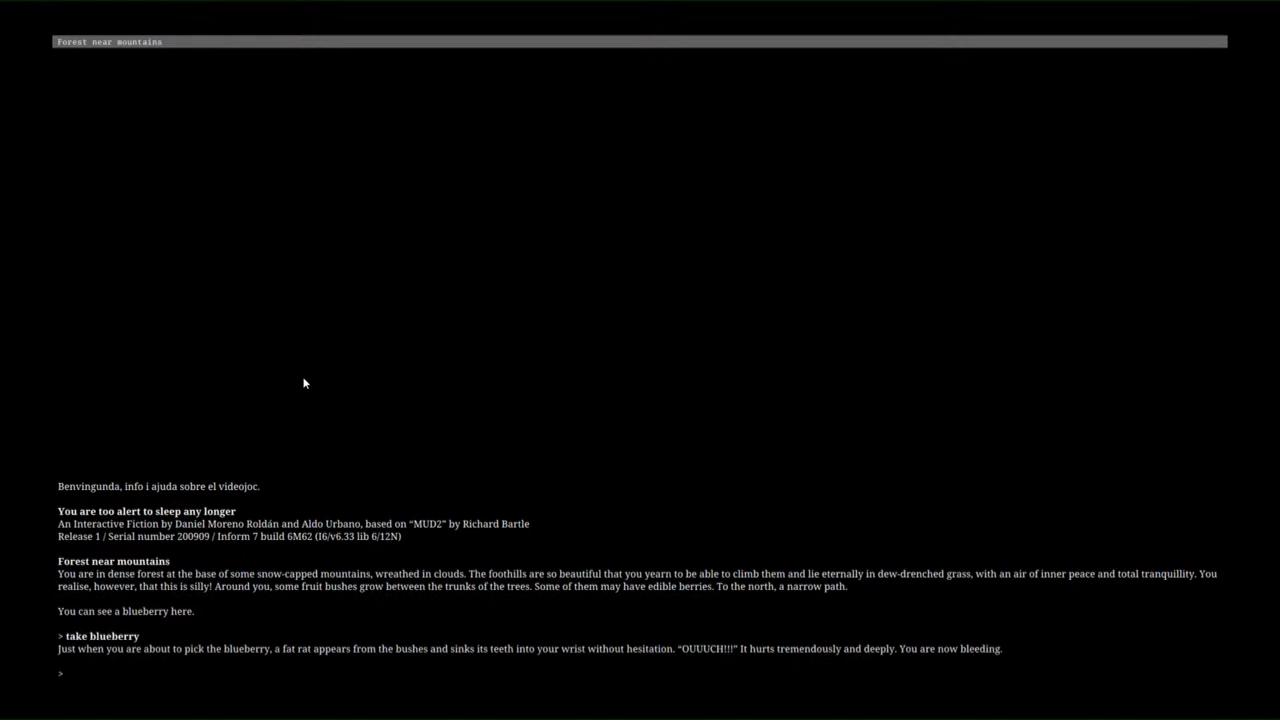 Forest near mountains
Benvingunda, info i ajuda sobre el videojoc.
You are too alert to sleep any longer
An Interactive Fiction by Daniel Moreno Roldán and Aldo Urbano, based on “MUD2” by Richard Bartle
Release 1 / Serial number 200909 / Inform 7 build 6M62 (I6/v6.33 lib 6/12N)
Forest near mountains
You are in dense forest at the base of some snow-capped mountains, wreathed in clouds. The foothills are so beautiful that you yearn to be able to climb them and lie eternally in dew-drenched grass, with an air of inner peace and total tranquillity. You
realise, however, that this is silly! Around you, some fruit bushes grow between the trunks of the trees. Some of them may have edible berries. To the north, a narrow path.
You can see a blueberry here.
> take blueberry
Just when you are about to pick the blueberry, a fat rat appears from the bushes and sinks its teeth into your wrist without hesitation. “OUUUCH!!!” It hurts tremendously and deeply. You are now bleeding.
>